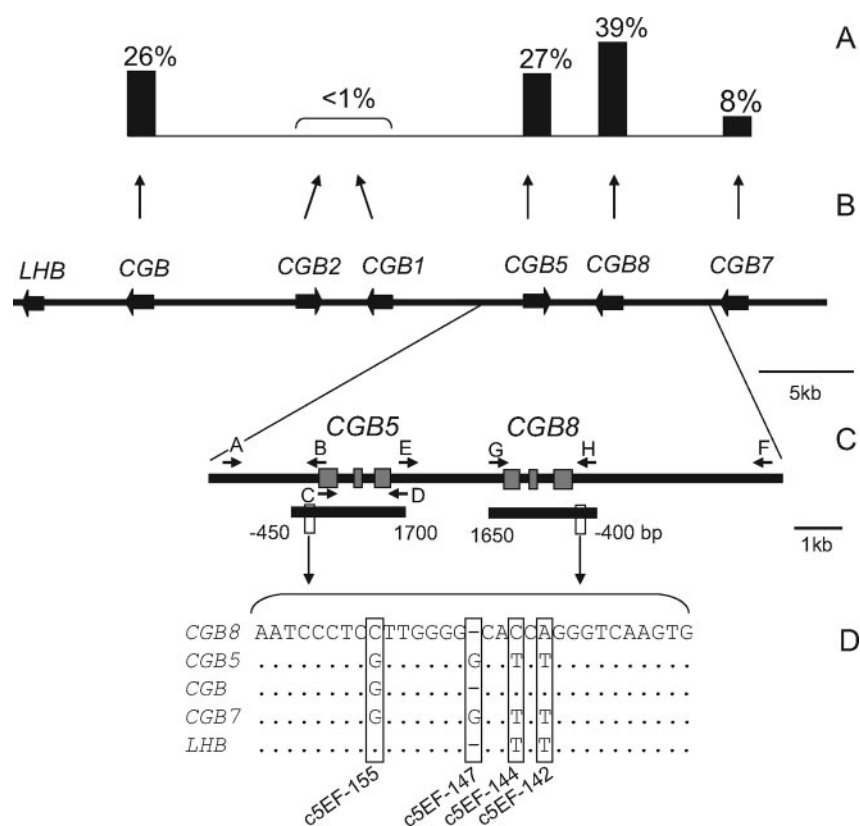 A
26%
<1%
27%
39%
8%
B
LHB CGB CGB2 CGB1 CGB5 CGB8 CGB7
5kb
C
CGB5 CGB8
A B E G H F
C D
-450 1700 1650 -400 bp
1kb
D
CGB8 AATCCCTCCTTGGGG-CACCAGGGTCAAGTG
CGB5 ........G......G..T.T..........
CGB ........G......-...............
CGB7 ........G......G..T.T..........
LHB ...............-..T.T..........
c5EF-155
c5EF-147
c5EF-144
c5EF-142